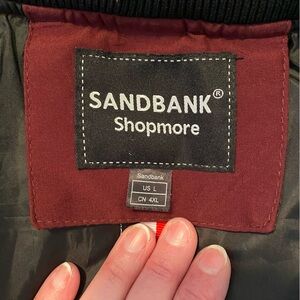 SANDBANK®
Shopmore
Sandbank
US L
CN 4XL